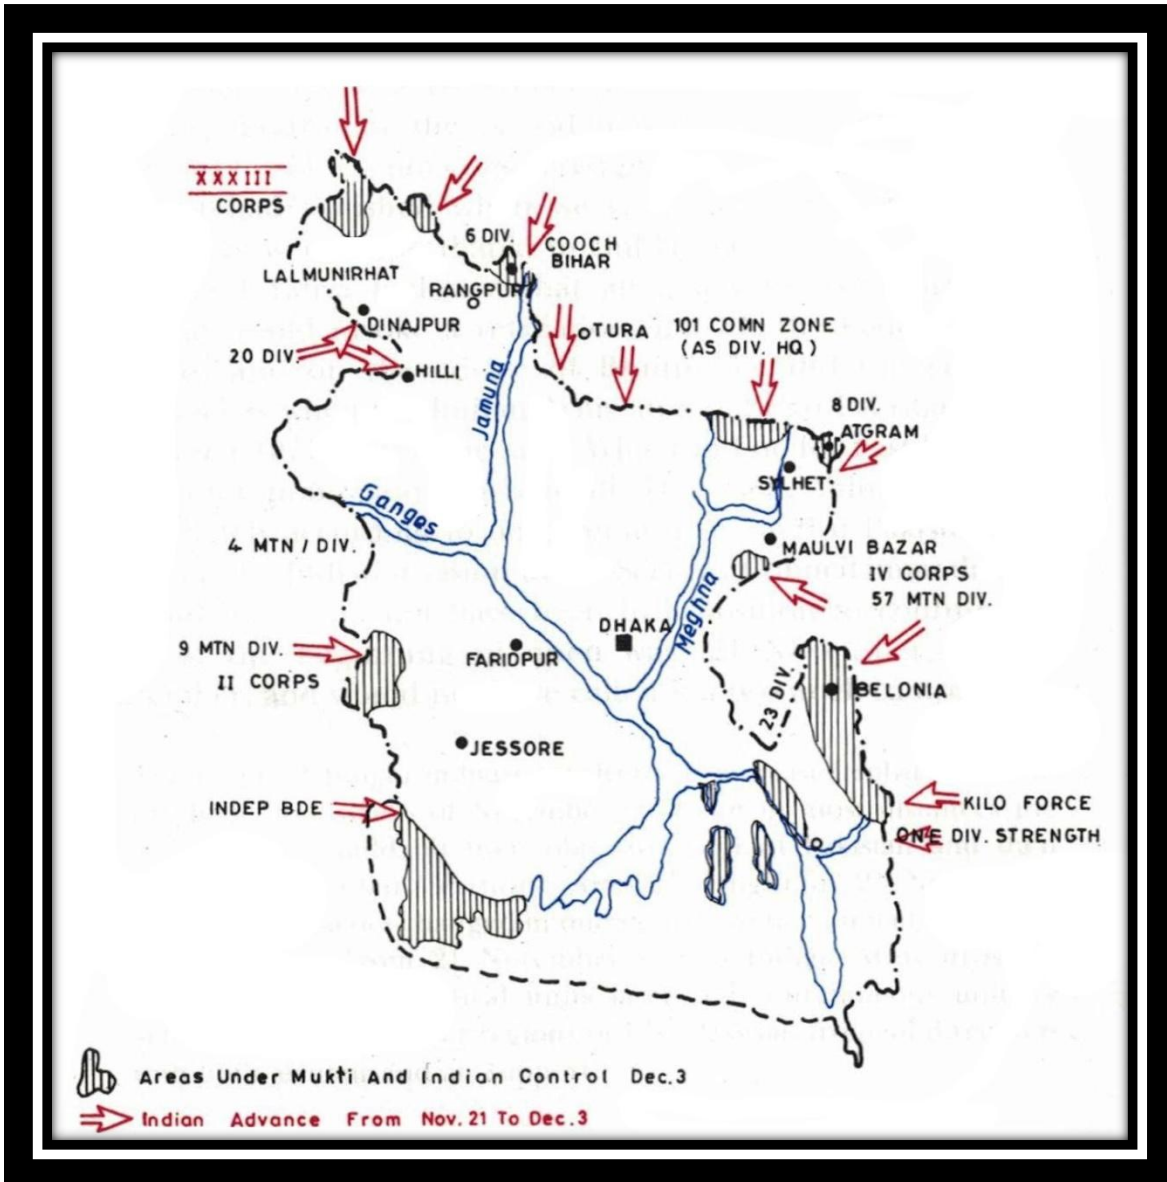 XXXIII
CORPS
6 DIV.
COOCH
BIHAR
LALMUNIRHAT
RANGPUR
DINAJPUR
TURA
101 COMN ZONE
(AS DIV. HQ)
20 DIV.
HILLI
Jamuna
8 DIV.
ATGRAM
SYLHET
Ganges
4 MTN / DIV.
MAULVI BAZAR
IV CORPS
57 MTN DIV.
Meghna
DHAKA
9 MTN DIV.
II CORPS
FARIDPUR
23 DIV.
BELONIA
JESSORE
INDEP BDE
KILO FORCE
ONE DIV. STRENGTH
Areas Under Mukti And Indian Control Dec.3
Indian Advance From Nov. 21 To Dec.3